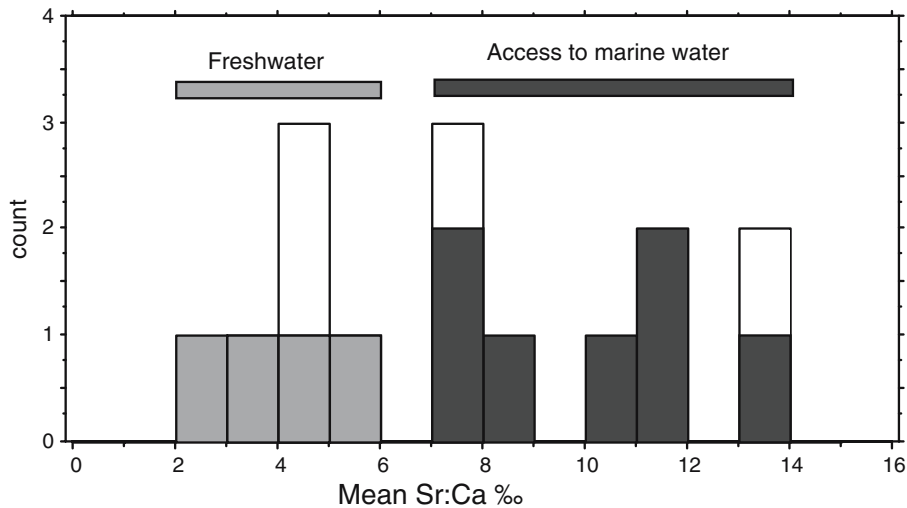 4
Freshwater
Access to marine water
3
count
2
1
0
0 2 4 6 8 10 12 14 16
Mean Sr:Ca ‰